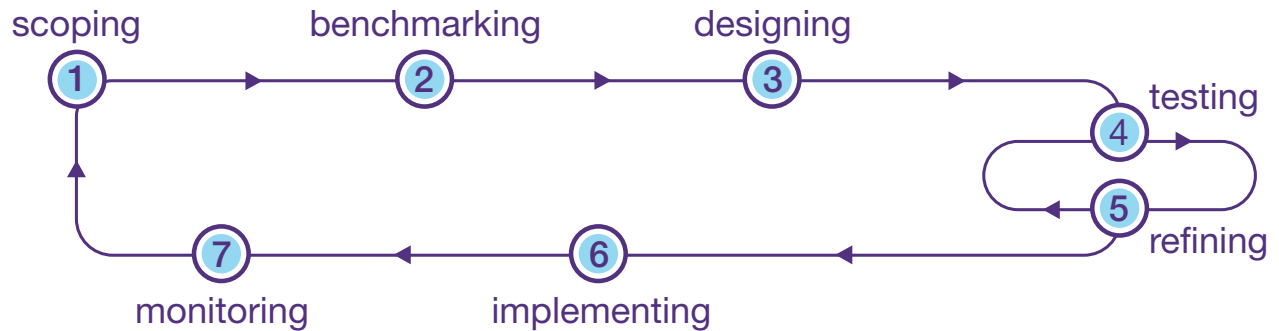 scoping
benchmarking
designing
1
2
3
testing
4
5
refining
7
6
monitoring
implementing